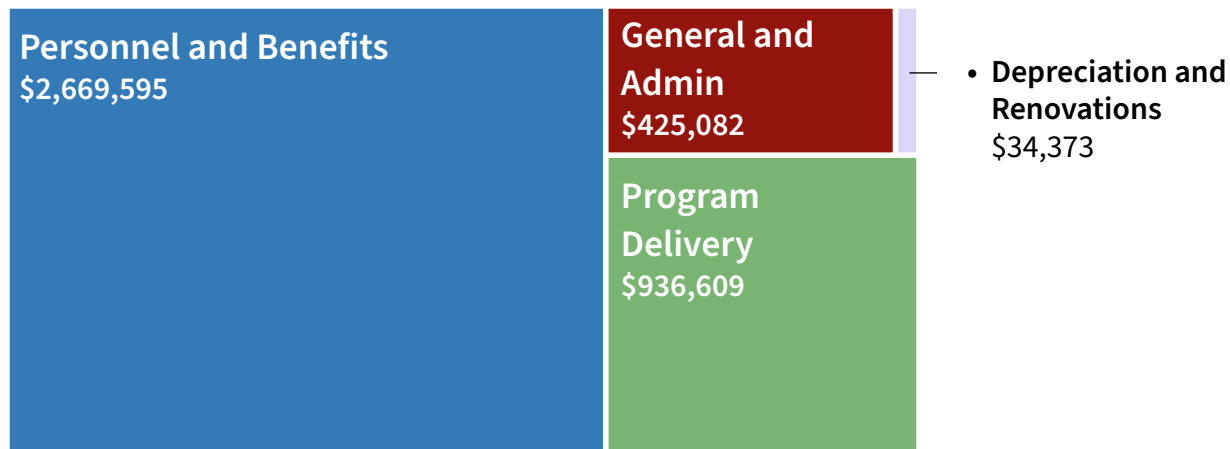 Personnel and Benefits
$2,669,595
General and
Admin
$425,082
• Depreciation and
Renovations
$34,373
Program
Delivery
$936,609